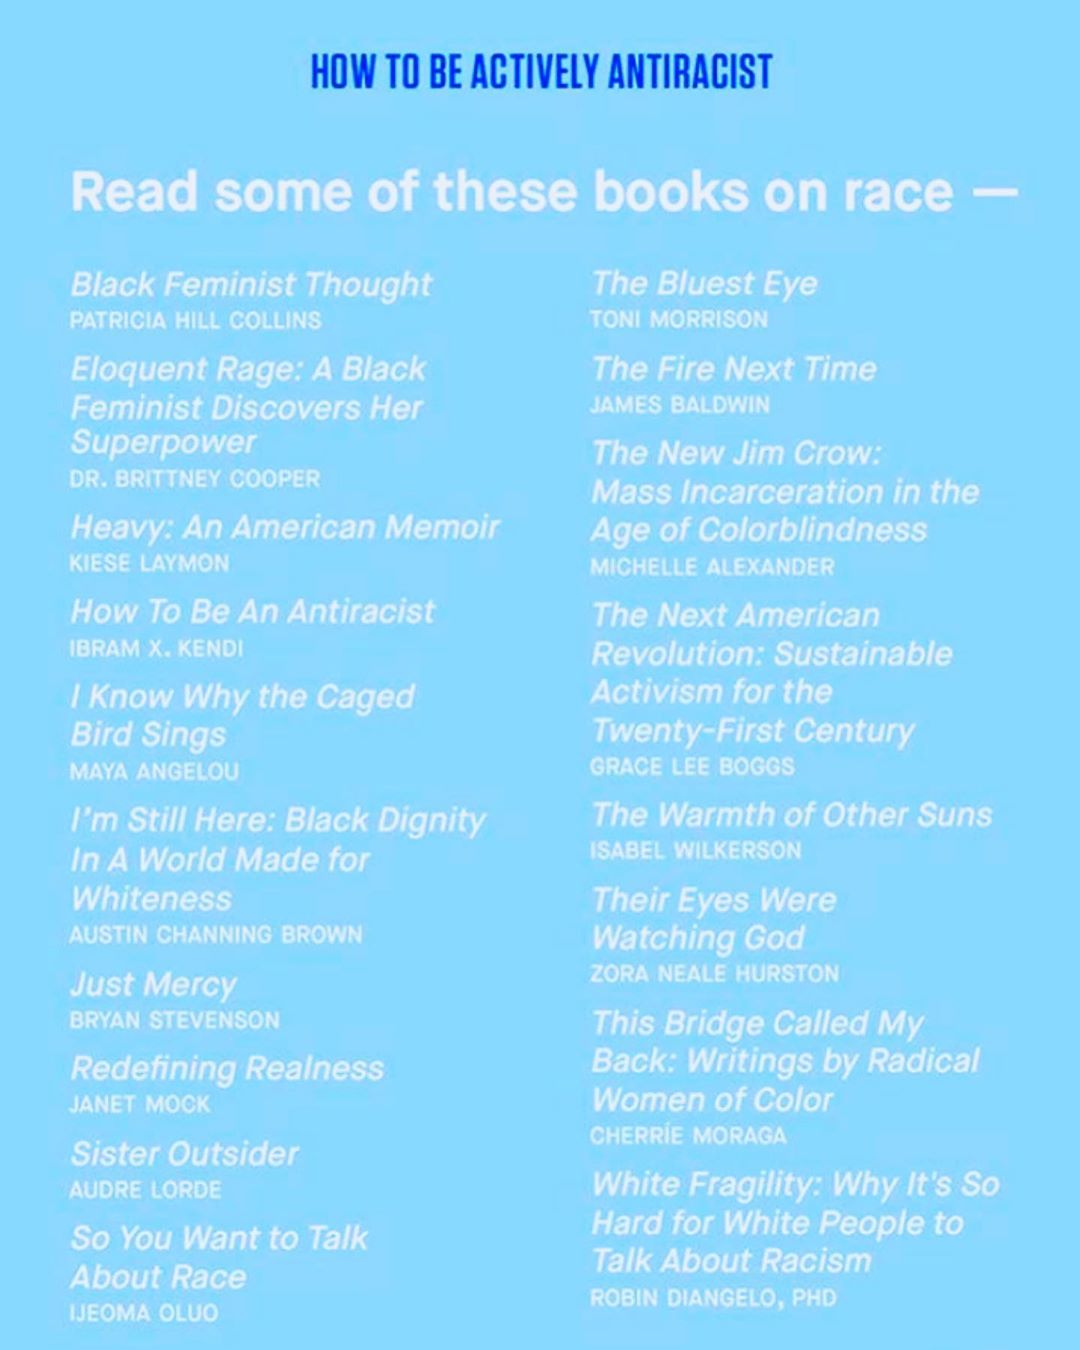 HOW TO BE ACTIVELY ANTIRACIST
Read some of these books on race —
Black Feminist Thought
PATRICIA HILL COLLINS
Eloquent Rage: A Black
Feminist Discovers Her
Superpower
DR. BRITTNEY COOPER
Heavy: An American Memoir
KIESE LAYMON
How To Be An Antiracist
IBRAM X. KENDI
I Know Why the Caged
Bird Sings
MAYA ANGELOU
I'm Still Here: Black Dignity
In A World Made for
Whiteness
AUSTIN CHANNING BROWN
Just Mercy
BRYAN STEVENSON
Redefining Realness
JANET MOCK
Sister Outsider
AUDRE LORDE
So You Want to Talk
About Race
IJEOMA OLUO
The Bluest Eye
TONI MORRISON
The Fire Next Time
JAMES BALDWIN
The New Jim Crow:
Mass Incarceration in the
Age of Colorblindness
MICHELLE ALEXANDER
The Next American
Revolution: Sustainable
Activism for the
Twenty-First Century
GRACE LEE BOGGS
The Warmth of Other Suns
ISABEL WILKERSON
Their Eyes Were
Watching God
ZORA NEALE HURSTON
This Bridge Called My
Back: Writings by Radical
Women of Color
CHERRÍE MORAGA
White Fragility: Why It's So
Hard for White People to
Talk About Racism
ROBIN DIANGELO, PHD